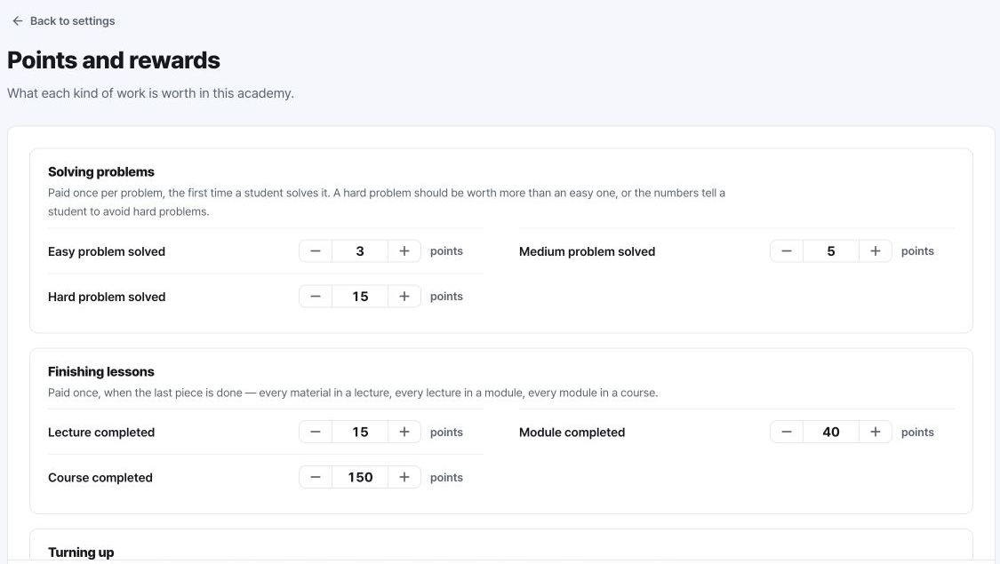 Back to settings
Points and rewards
What each kind of work is worth in this academy.
Solving problems
Paid once per problem, the first time a student solves it. A hard problem should be worth more than an easy one, or the numbers tell a
student to avoid hard problems.
Easy problem solved − 3 + points
Medium problem solved − 5 + points
Hard problem solved − 15 + points
Finishing lessons
Paid once, when the last piece is done — every material in a lecture, every lecture in a module, every module in a course.
Lecture completed − 15 + points
Module completed − 40 + points
Course completed − 150 + points
Turning up